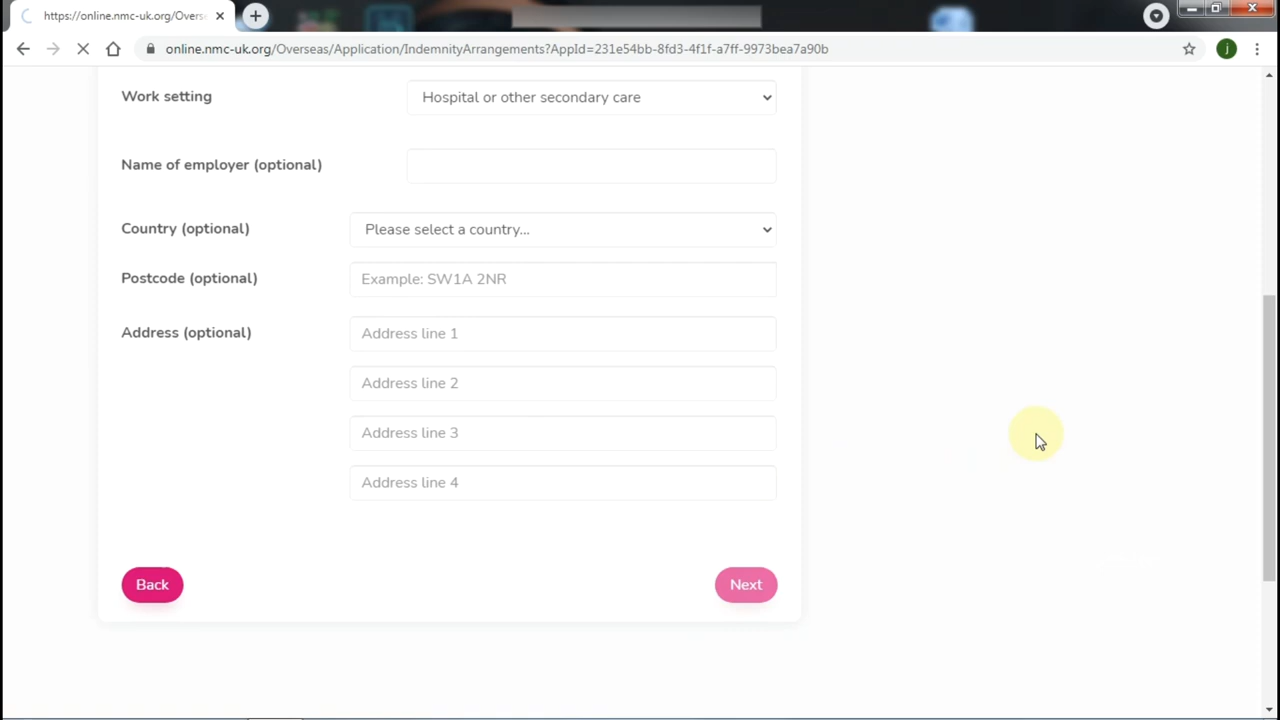 https://online.nmc-uk.org/Overse
online.nmc-uk.org/Overseas/Application/IndemnityArrangements?AppId=231e54bb-8fd3-4f1f-a7ff-9973bea7a90b
j
Work setting
Hospital or other secondary care
Name of employer (optional)
Country (optional)
Please select a country...
Postcode (optional)
Example: SW1A 2NR
Address (optional)
Address line 1
Address line 2
Address line 3
Address line 4
Back
Next